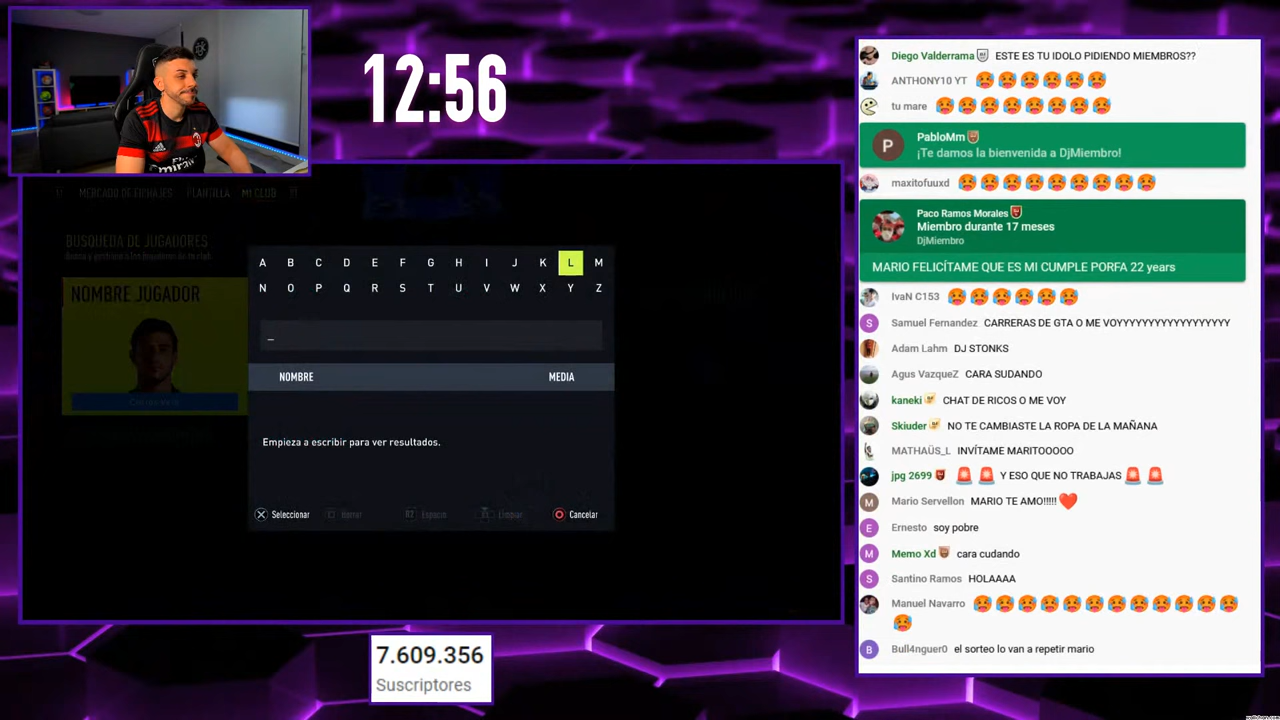 12:56
MERCADO DE FICHAJES PLANTILLA MI CLUB
BÚSQUEDA DE JUGADORES
NOMBRE JUGADOR
A B C D E F G H I J K L M
N O P Q R S T U V W X Y Z
_
NOMBRE MEDIA
Empieza a escribir para ver resultados.
Seleccionar Borrar R2 Espacio Limpiar Cancelar
7.609.356
Suscriptores
Diego Valderrama ESTE ES TU IDOLO PIDIENDO MIEMBROS??
ANTHONY10 YT 🥵🥵🥵🥵🥵🥵
tu mare 🥵🥵🥵🥵🥵🥵🥵🥵
P PabloMm
¡Te damos la bienvenida a DjMiembro!
maxitofuuxd 🥵🥵🥵🥵🥵🥵🥵🥵🥵
Paco Ramos Morales
Miembro durante 17 meses
DjMiembro
MARIO FELICÍTAME QUE ES MI CUMPLE PORFA 22 years
IvaN C153 🥵🥵🥵🥵🥵🥵
S Samuel Fernandez CARRERAS DE GTA O ME VOYYYYYYYYYYYYYYYYY
Adam Lahm DJ STONKS
Agus VazqueZ CARA SUDANDO
kaneki CHAT DE RICOS O ME VOY
Skiuder NO TE CAMBIASTE LA ROPA DE LA MAÑANA
MATHAÜS_L INVÍTAME MARITOOOOO
jpg 2699 🚨🚨 Y ESO QUE NO TRABAJAS 🚨🚨
M Mario Servellon MARIO TE AMO!!!!! ❤️
E Ernesto soy pobre
M Memo Xd cara cudando
S Santino Ramos HOLAAAA
Manuel Navarro 🥵🥵🥵🥵🥵🥵🥵🥵🥵🥵🥵🥵
🥵
B Bull4nguer0 el sorteo lo van a repetir mario